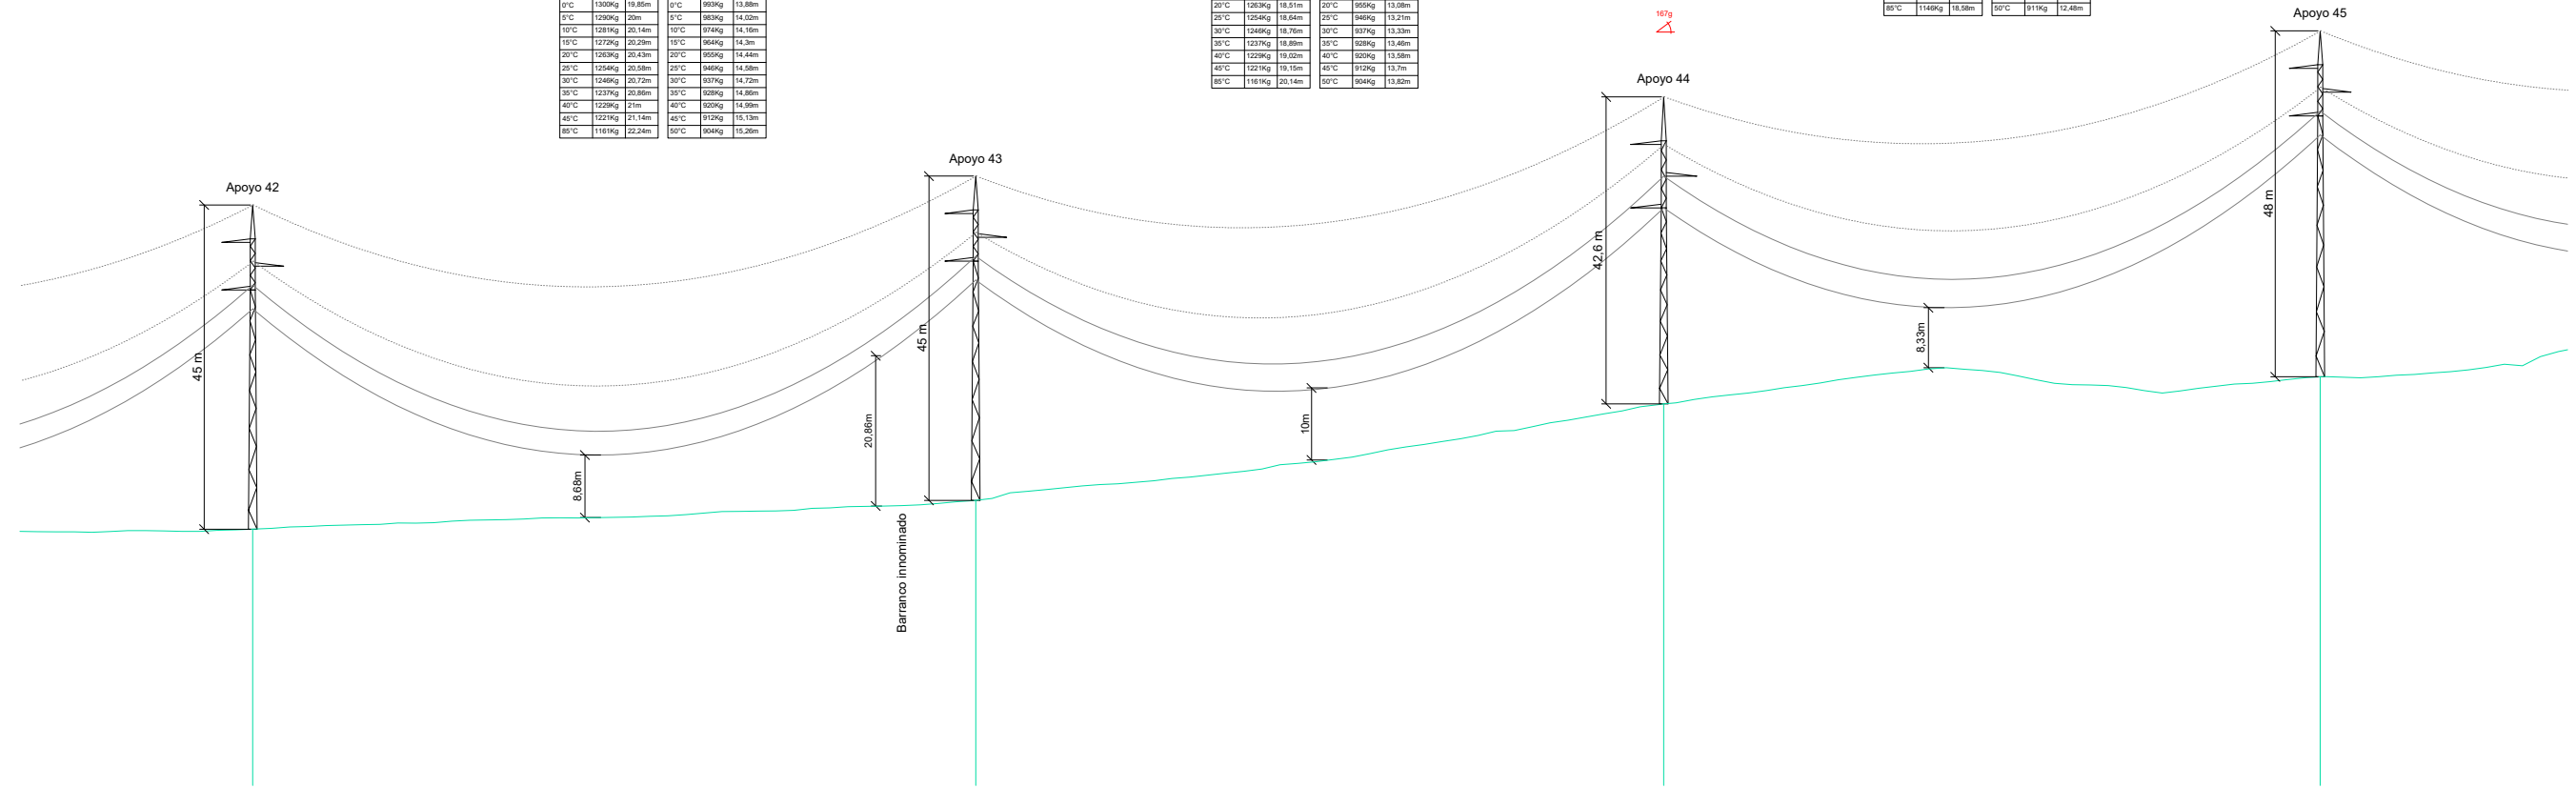 0°C 1300Kg 19,85m 0°C 993Kg 13,88m
5°C 1290Kg 20m 5°C 983Kg 14,02m
10°C 1281Kg 20,14m 10°C 974Kg 14,16m
15°C 1272Kg 20,29m 15°C 964Kg 14,3m
20°C 1263Kg 20,43m 20°C 955Kg 14,44m
25°C 1254Kg 20,58m 25°C 946Kg 14,58m
30°C 1246Kg 20,72m 30°C 937Kg 14,72m
35°C 1237Kg 20,86m 35°C 928Kg 14,86m
40°C 1229Kg 21m 40°C 920Kg 14,99m
45°C 1221Kg 21,14m 45°C 912Kg 15,13m
85°C 1161Kg 22,24m 50°C 904Kg 15,26m
20°C 1263Kg 18,51m 20°C 955Kg 13,08m
25°C 1254Kg 18,64m 25°C 946Kg 13,21m
30°C 1246Kg 18,76m 30°C 937Kg 13,33m
35°C 1237Kg 18,89m 35°C 928Kg 13,46m
40°C 1229Kg 19,02m 40°C 920Kg 13,58m
45°C 1221Kg 19,15m 45°C 912Kg 13,7m
85°C 1161Kg 20,14m 50°C 904Kg 13,82m
167g
85°C 1146Kg 18,58m 50°C 911Kg 12,48m
Apoyo 42
Apoyo 43
Apoyo 44
Apoyo 45
45 m
8,68m
20,86m
Barranco innominado
45 m
10m
42,6 m
8,33m
48 m